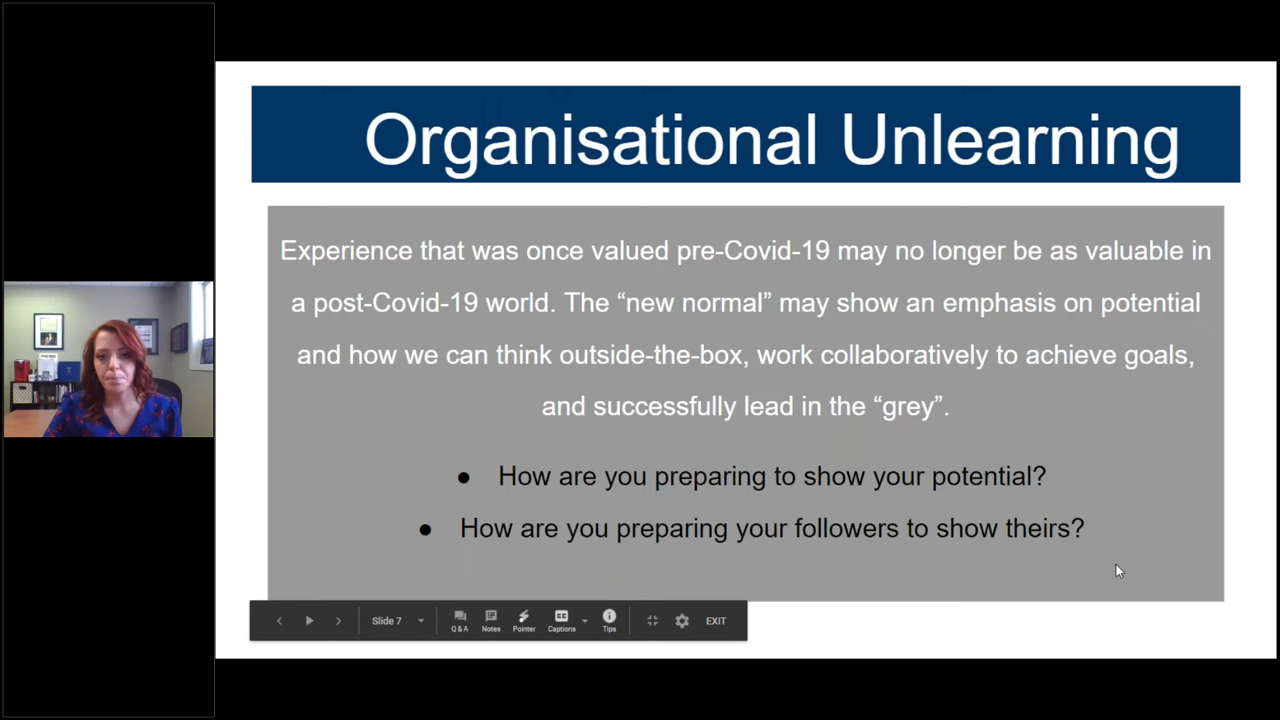 Organisational Unlearning
Experience that was once valued pre-Covid-19 may no longer be as valuable in
a post-Covid-19 world. The “new normal” may show an emphasis on potential
and how we can think outside-the-box, work collaboratively to achieve goals,
and successfully lead in the “grey”.
● How are you preparing to show your potential?
● How are you preparing your followers to show theirs?
Slide 7
Q & A
Notes
Pointer
CC
Captions
Tips
EXIT